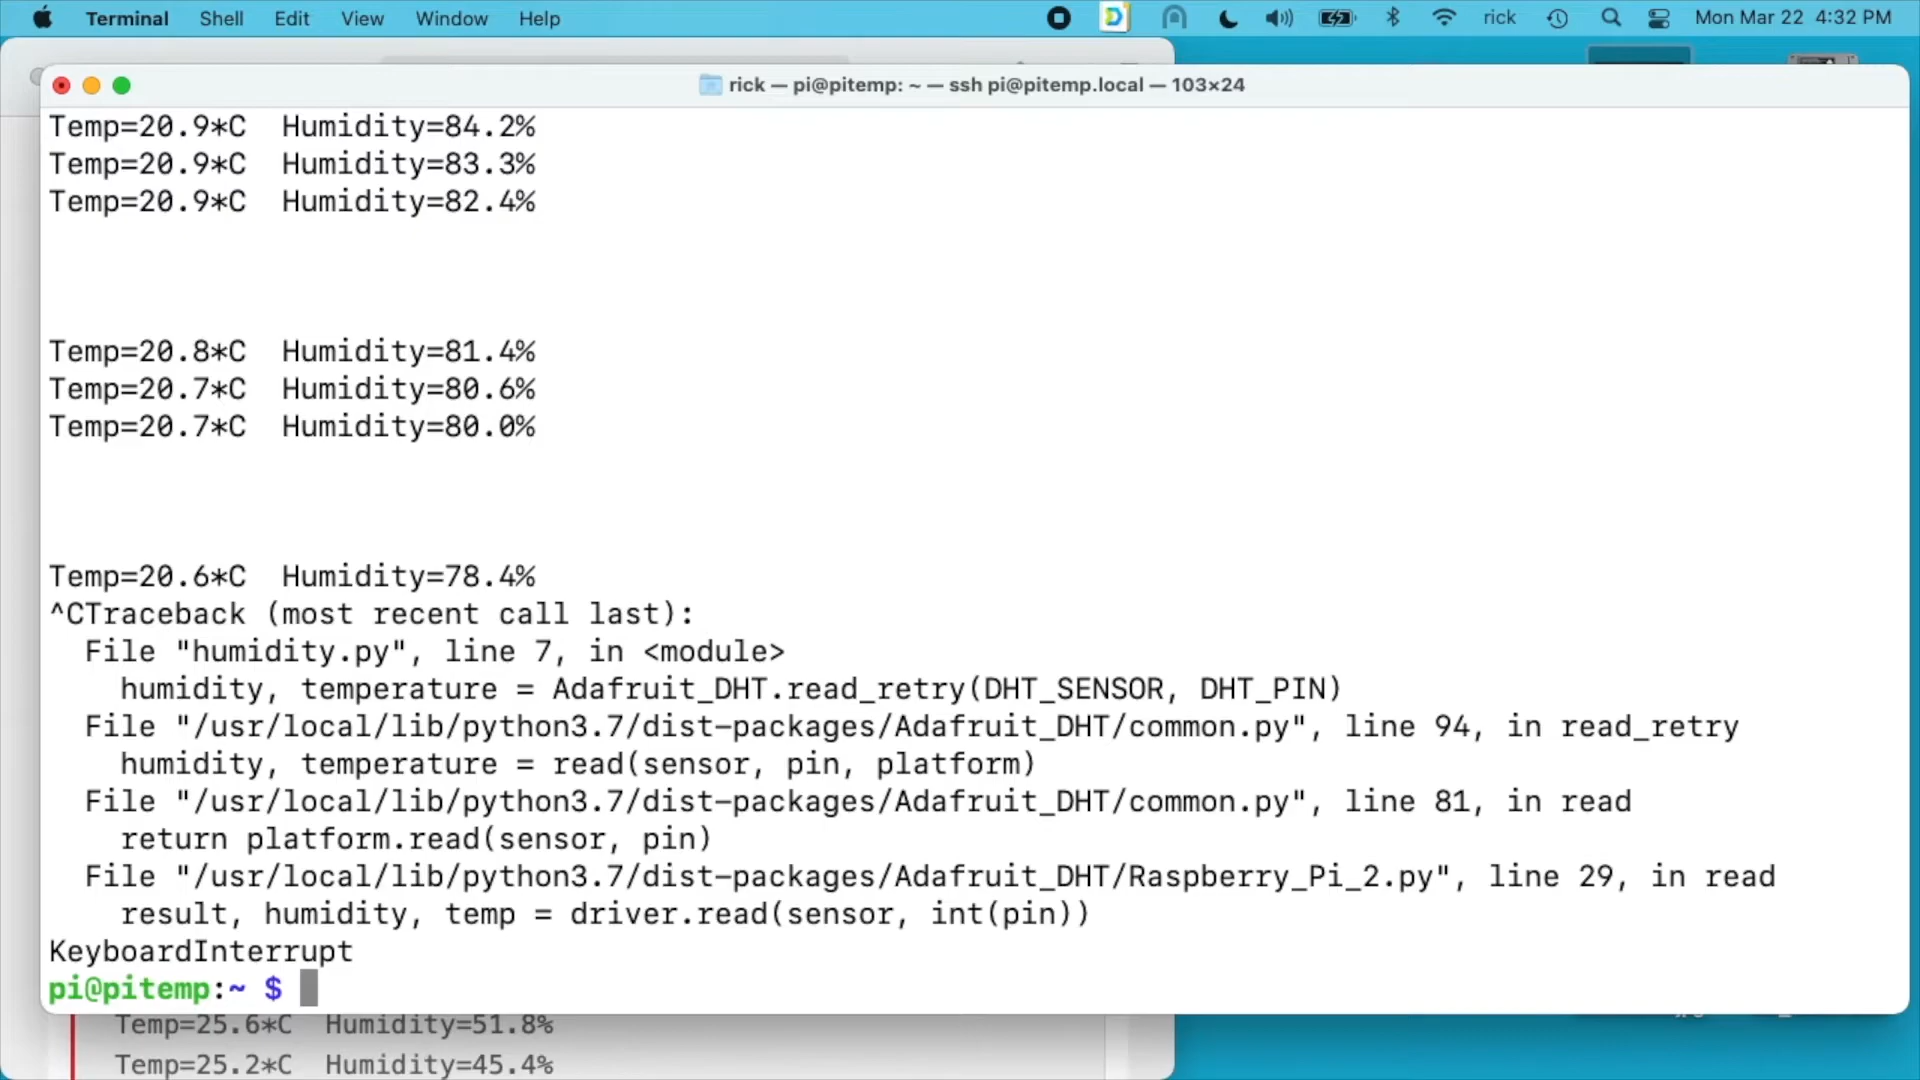 Terminal Shell Edit View Window Help rick Mon Mar 22 4:32 PM
rick — pi@pitemp: ~ — ssh pi@pitemp.local — 103×24
Temp=20.9*C  Humidity=84.2%
Temp=20.9*C  Humidity=83.3%
Temp=20.9*C  Humidity=82.4%
Temp=20.8*C  Humidity=81.4%
Temp=20.7*C  Humidity=80.6%
Temp=20.7*C  Humidity=80.0%
Temp=20.6*C  Humidity=78.4%
^CTraceback (most recent call last):
  File "humidity.py", line 7, in <module>
    humidity, temperature = Adafruit_DHT.read_retry(DHT_SENSOR, DHT_PIN)
  File "/usr/local/lib/python3.7/dist-packages/Adafruit_DHT/common.py", line 94, in read_retry
    humidity, temperature = read(sensor, pin, platform)
  File "/usr/local/lib/python3.7/dist-packages/Adafruit_DHT/common.py", line 81, in read
    return platform.read(sensor, pin)
  File "/usr/local/lib/python3.7/dist-packages/Adafruit_DHT/Raspberry_Pi_2.py", line 29, in read
    result, humidity, temp = driver.read(sensor, int(pin))
KeyboardInterrupt
pi@pitemp:~ $
Temp=25.6*C  Humidity=51.8%
Temp=25.2*C  Humidity=45.4%